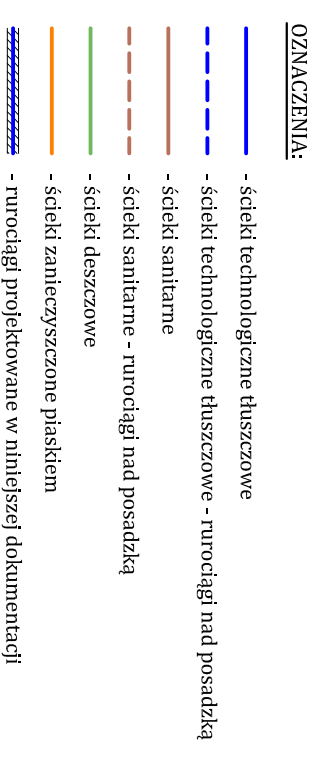 OZNACZENIA:
- ścieki technologiczne tłuszczowe
- ścieki technologiczne tłuszczowe - rurociągi nad posadzką
- ścieki sanitarne
- ścieki sanitarne - rurociągi nad posadzką
- ścieki deszczowe
- ścieki zanieczyszczone piaskiem
- rurociągi projektowane w niniejszej dokumentacji